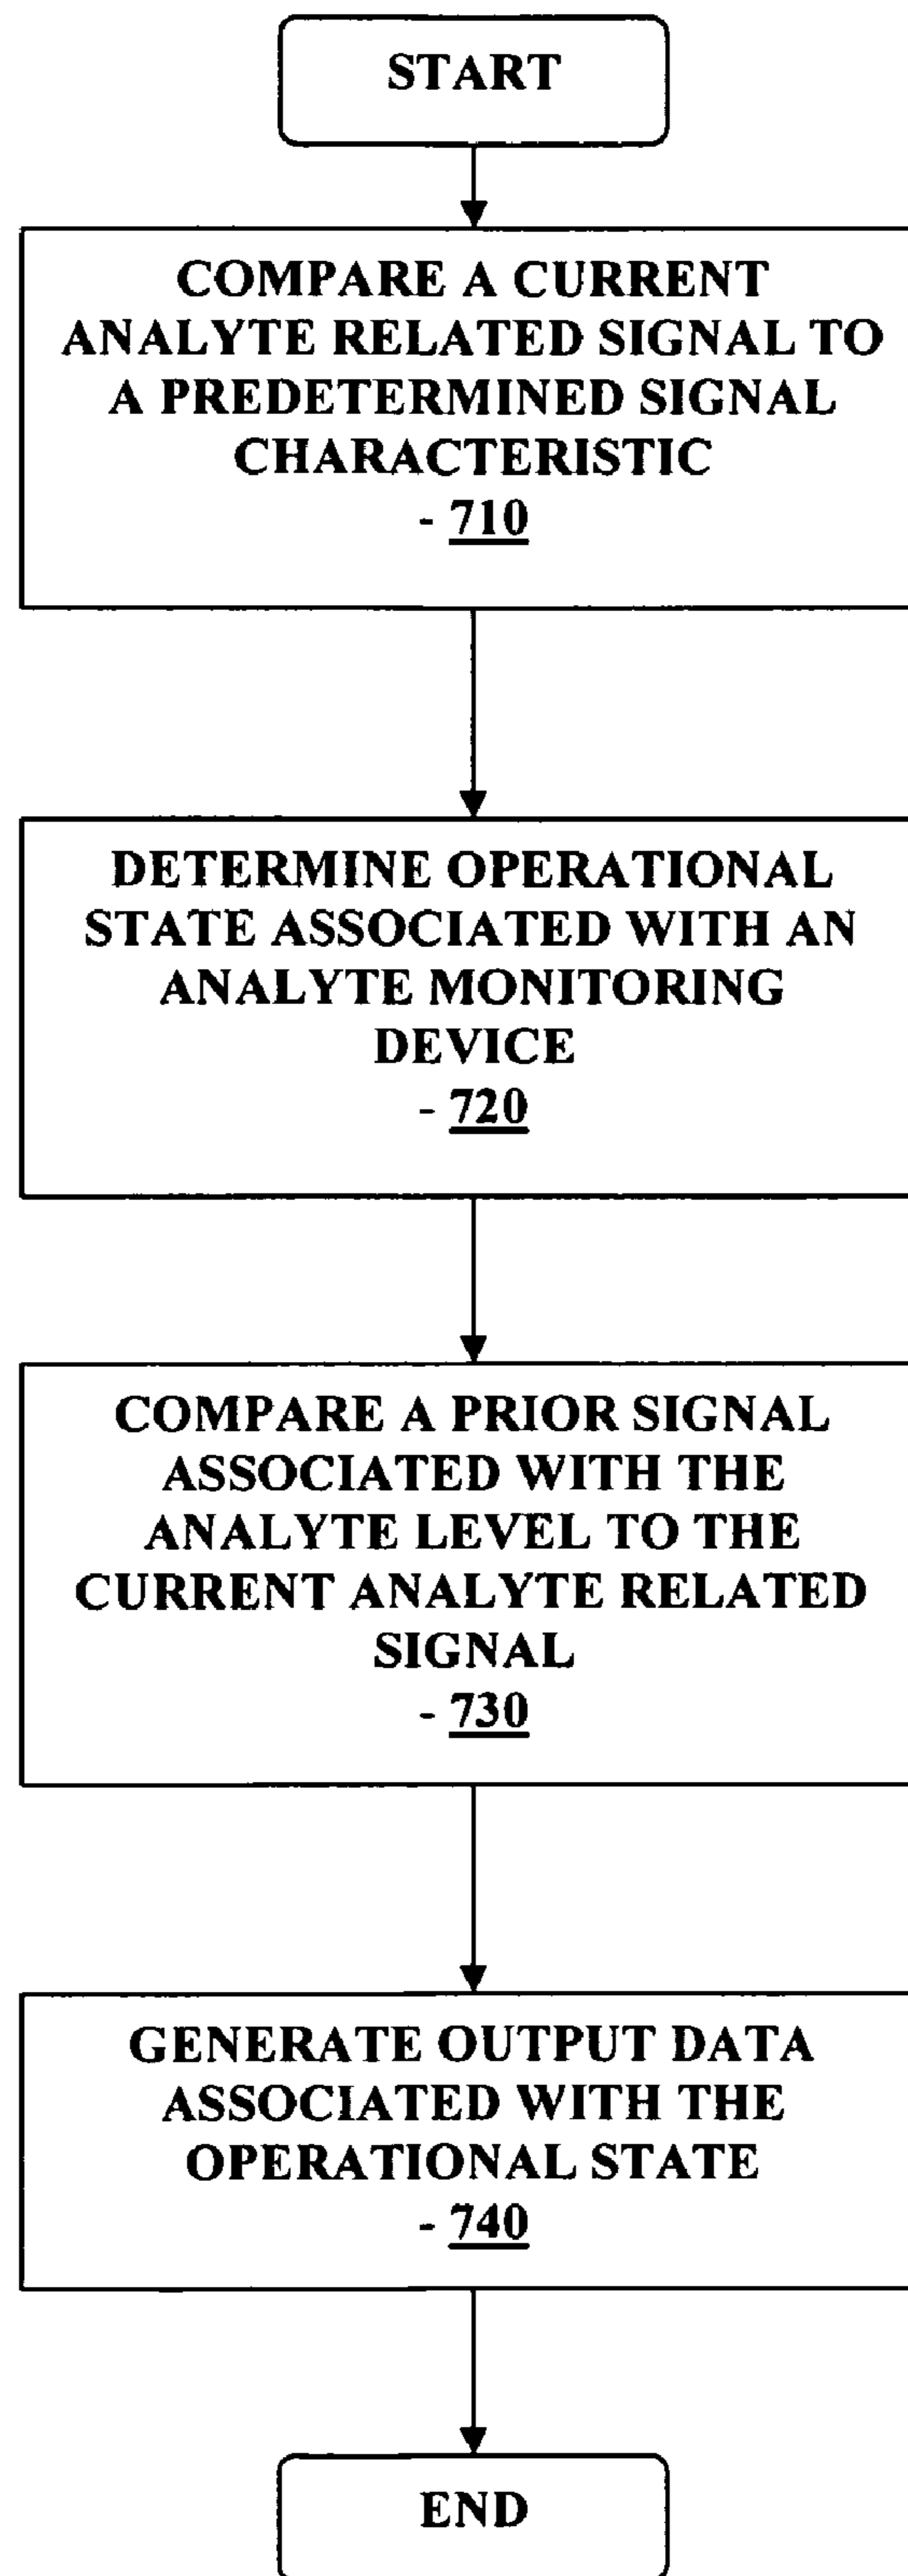 START
COMPARE A CURRENT
ANALYTE RELATED SIGNAL TO
A PREDETERMINED SIGNAL
CHARACTERISTIC
- 710
DETERMINE OPERATIONAL
STATE ASSOCIATED WITH AN
ANALYTE MONITORING
DEVICE
- 720
COMPARE A PRIOR SIGNAL
ASSOCIATED WITH THE
ANALYTE LEVEL TO THE
CURRENT ANALYTE RELATED
SIGNAL
- 730
GENERATE OUTPUT DATA
ASSOCIATED WITH THE
OPERATIONAL STATE
- 740
END